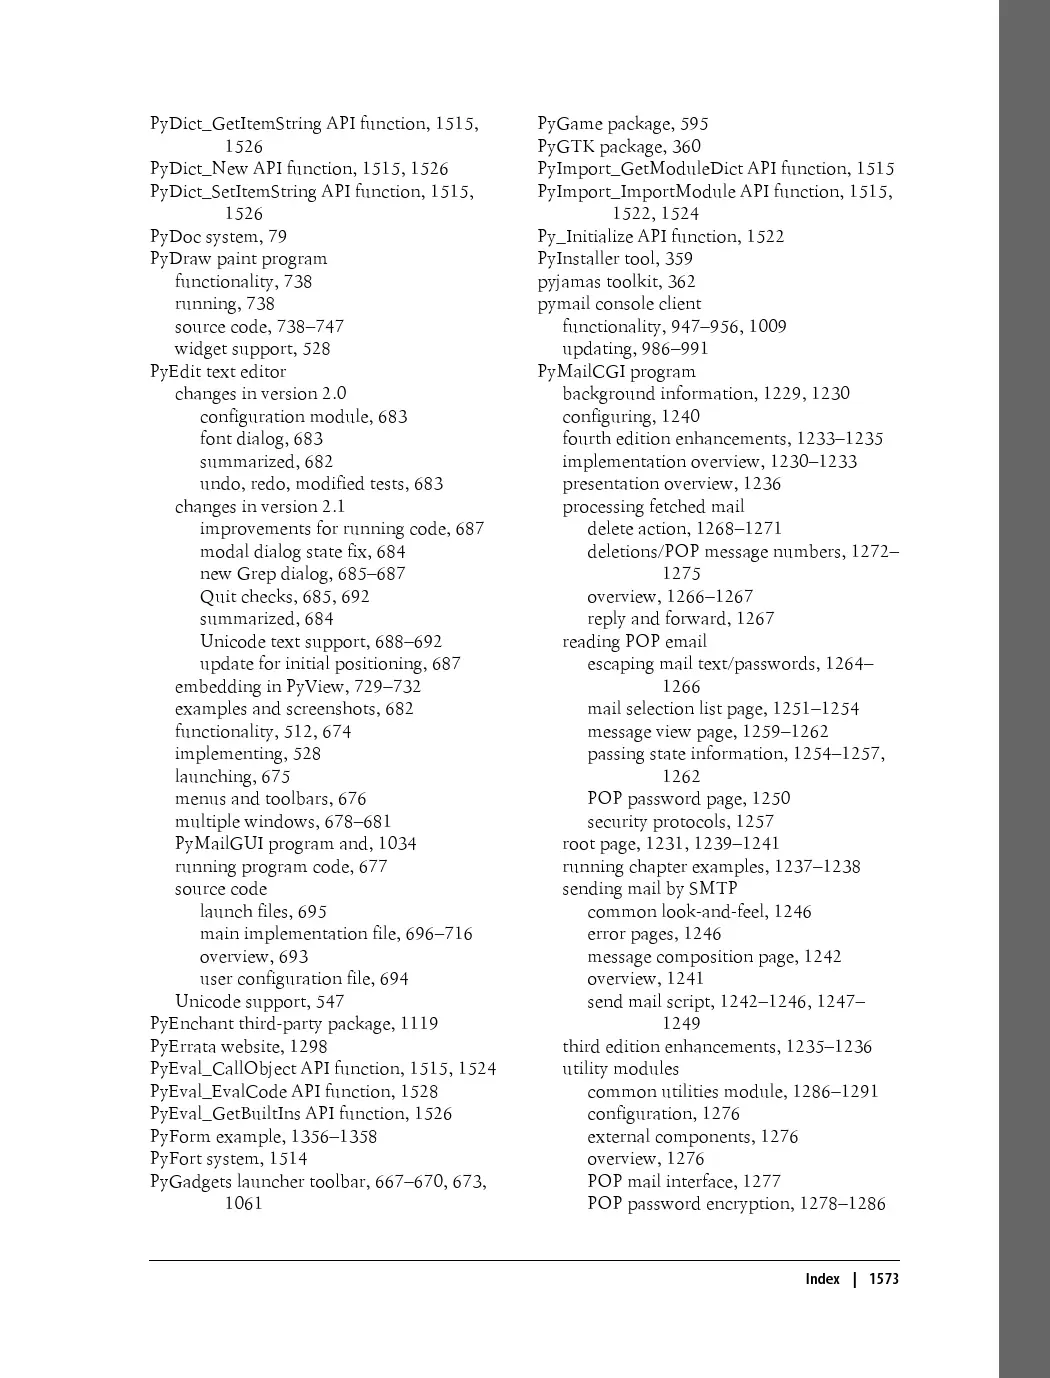 PyDict_GetItemString API function, 1515,
1526
PyDict_New API function, 1515, 1526
PyDict_SetItemString API function, 1515,
1526
PyDoc system, 79
PyDraw paint program
functionality, 738
running, 738
source code, 738–747
widget support, 528
PyEdit text editor
changes in version 2.0
configuration module, 683
font dialog, 683
summarized, 682
undo, redo, modified tests, 683
changes in version 2.1
improvements for running code, 687
modal dialog state fix, 684
new Grep dialog, 685–687
Quit checks, 685, 692
summarized, 684
Unicode text support, 688–692
update for initial positioning, 687
embedding in PyView, 729–732
examples and screenshots, 682
functionality, 512, 674
implementing, 528
launching, 675
menus and toolbars, 676
multiple windows, 678–681
PyMailGUI program and, 1034
running program code, 677
source code
launch files, 695
main implementation file, 696–716
overview, 693
user configuration file, 694
Unicode support, 547
PyEnchant third-party package, 1119
PyErrata website, 1298
PyEval_CallObject API function, 1515, 1524
PyEval_EvalCode API function, 1528
PyEval_GetBuiltIns API function, 1526
PyForm example, 1356–1358
PyFort system, 1514
PyGadgets launcher toolbar, 667–670, 673,
1061
PyGame package, 595
PyGTK package, 360
PyImport_GetModuleDict API function, 1515
PyImport_ImportModule API function, 1515,
1522, 1524
Py_Initialize API function, 1522
PyInstaller tool, 359
pyjamas toolkit, 362
pymail console client
functionality, 947–956, 1009
updating, 986–991
PyMailCGI program
background information, 1229, 1230
configuring, 1240
fourth edition enhancements, 1233–1235
implementation overview, 1230–1233
presentation overview, 1236
processing fetched mail
delete action, 1268–1271
deletions/POP message numbers, 1272–
1275
overview, 1266–1267
reply and forward, 1267
reading POP email
escaping mail text/passwords, 1264–
1266
mail selection list page, 1251–1254
message view page, 1259–1262
passing state information, 1254–1257,
1262
POP password page, 1250
security protocols, 1257
root page, 1231, 1239–1241
running chapter examples, 1237–1238
sending mail by SMTP
common look-and-feel, 1246
error pages, 1246
message composition page, 1242
overview, 1241
send mail script, 1242–1246, 1247–
1249
third edition enhancements, 1235–1236
utility modules
common utilities module, 1286–1291
configuration, 1276
external components, 1276
overview, 1276
POP mail interface, 1277
POP password encryption, 1278–1286
Index | 1573